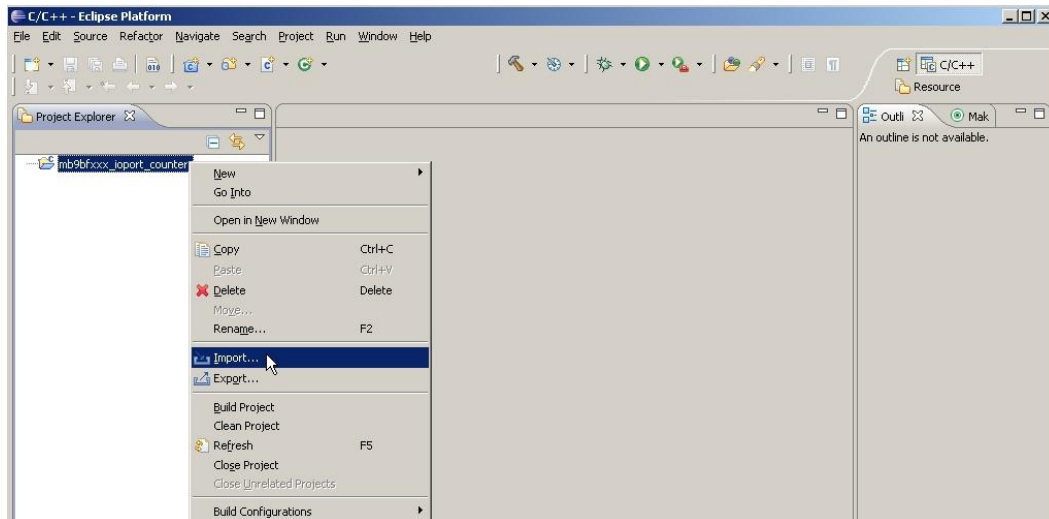 C/C++ - Eclipse Platform
File Edit Source Refactor Navigate Search Project Run Window Help
C/C++
Resource
Project Explorer
Outli
Mak
An outline is not available.
mb9bfxxx_ioport_counter
New
Go Into
Open in New Window
Copy Ctrl+C
Paste Ctrl+V
Delete Delete
Move...
Rename... F2
Import...
Export...
Build Project
Clean Project
Refresh F5
Close Project
Close Unrelated Projects
Build Configurations